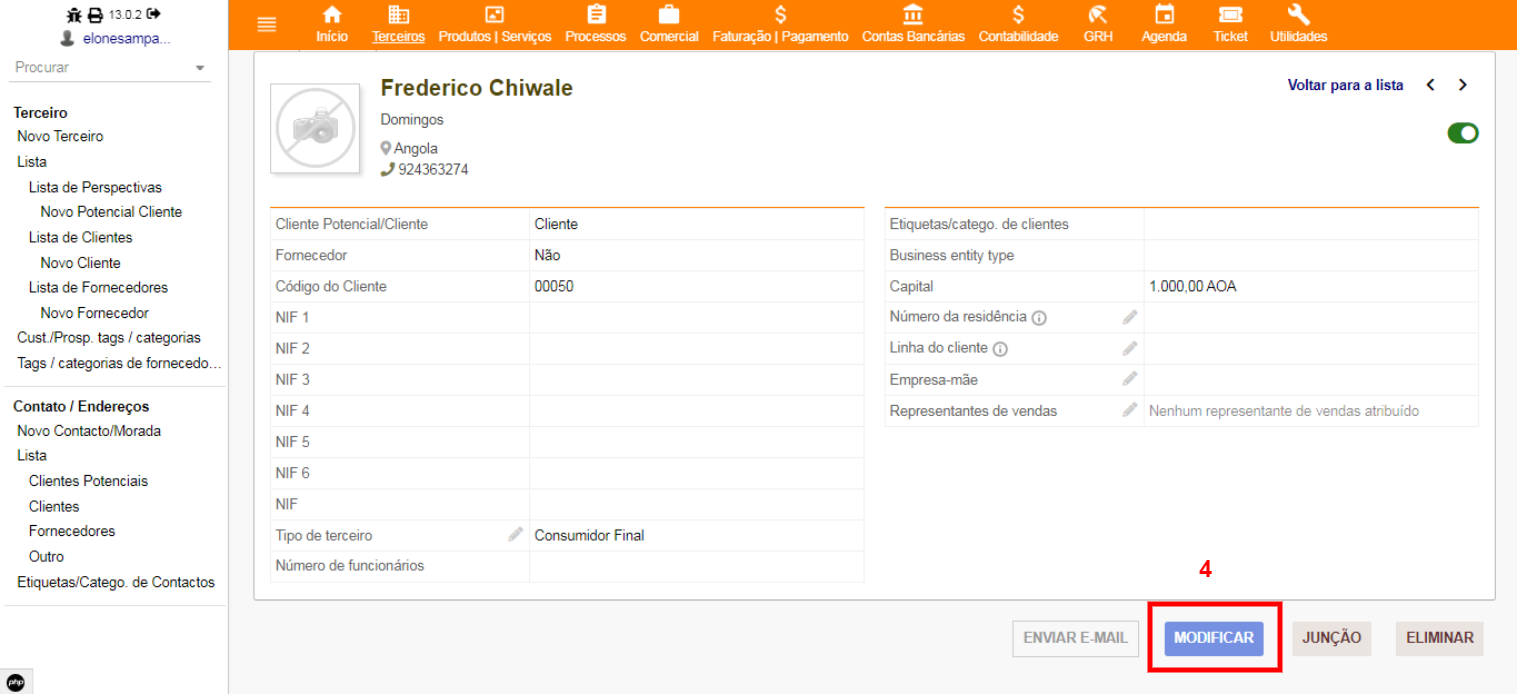 13.0.2
elonesampa...
Procurar
Início
Terceiros
Produtos | Serviços
Processos
Comercial
Faturação | Pagamento
Contas Bancárias
Contabilidade
GRH
Agenda
Ticket
Utilidades
Terceiro
Novo Terceiro
Lista
Lista de Perspectivas
Novo Potencial Cliente
Lista de Clientes
Novo Cliente
Lista de Fornecedores
Novo Fornecedor
Cust./Prosp. tags / categorias
Tags / categorias de fornecedo...
Contato / Endereços
Novo Contacto/Morada
Lista
Clientes Potenciais
Clientes
Fornecedores
Outro
Etiquetas/Catego. de Contactos
php
Frederico Chiwale
Domingos
Angola
924363274
Voltar para a lista
Cliente Potencial/Cliente Cliente
Fornecedor Não
Código do Cliente 00050
NIF 1
NIF 2
NIF 3
NIF 4
NIF 5
NIF 6
NIF
Tipo de terceiro Consumidor Final
Número de funcionários
Etiquetas/catego. de clientes
Business entity type
Capital 1.000,00 AOA
Número da residência
Linha do cliente
Empresa-mãe
Representantes de vendas Nenhum representante de vendas atribuído
4
ENVIAR E-MAIL
MODIFICAR
JUNÇÃO
ELIMINAR